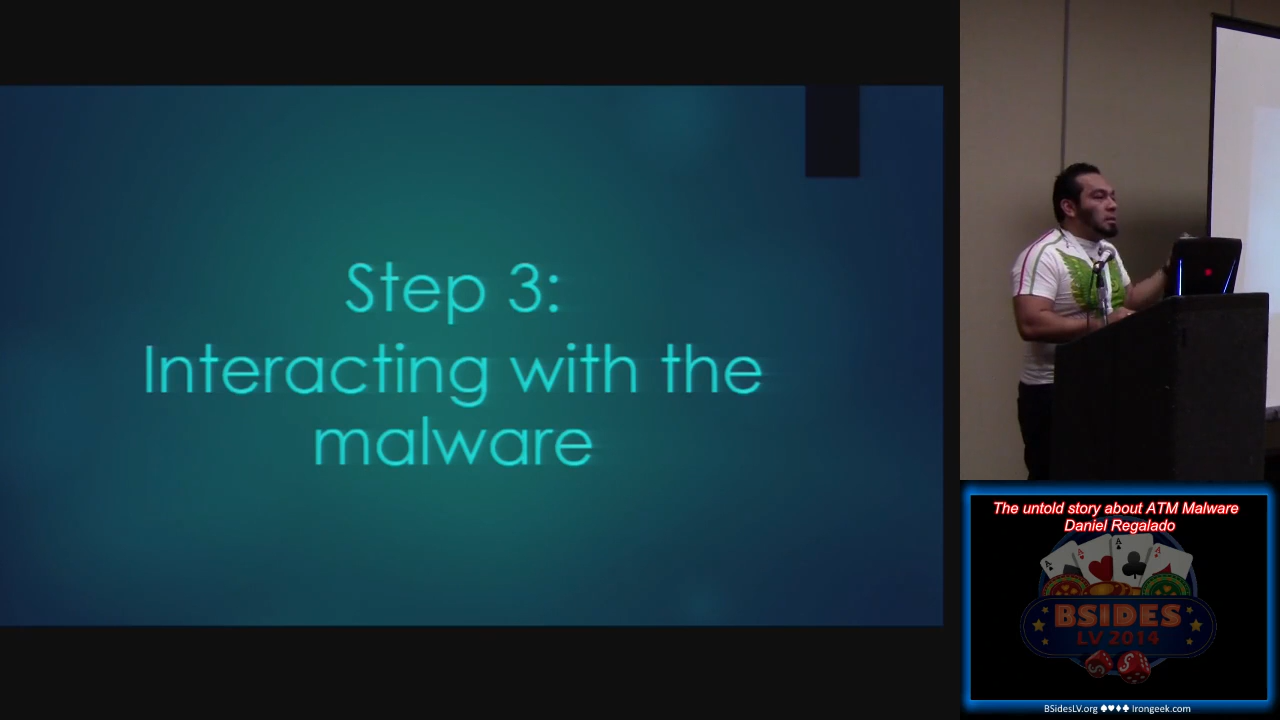 Step 3:
Interacting with the
malware
The untold story about ATM Malware
Daniel Regalado
BSIDES
LV 2014
BSidesLV.org ♠♥♦♣ Irongeek.com